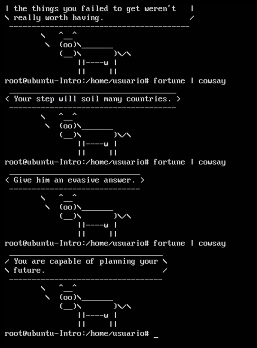 | the things you failed to get weren't   |
\ really worth having.                   /
 ----------------------------------------
        \   ^__^
         \  (oo)\_______
            (__)\       )\/\
                ||----w |
                ||     ||
root@ubuntu-Intro:/home/usuario# fortune | cowsay
 ___________________________________
< Your step will soil many countries. >
 -----------------------------------
        \   ^__^
         \  (oo)\_______
            (__)\       )\/\
                ||----w |
                ||     ||
root@ubuntu-Intro:/home/usuario# fortune | cowsay
 ____________________________
< Give him an evasive answer. >
 ----------------------------
        \   ^__^
         \  (oo)\_______
            (__)\       )\/\
                ||----w |
                ||     ||
root@ubuntu-Intro:/home/usuario# fortune | cowsay
 _________________________________
/ You are capable of planning your \
\ future.                          /
 ---------------------------------
        \   ^__^
         \  (oo)\_______
            (__)\       )\/\
                ||----w |
                ||     ||
root@ubuntu-Intro:/home/usuario# _